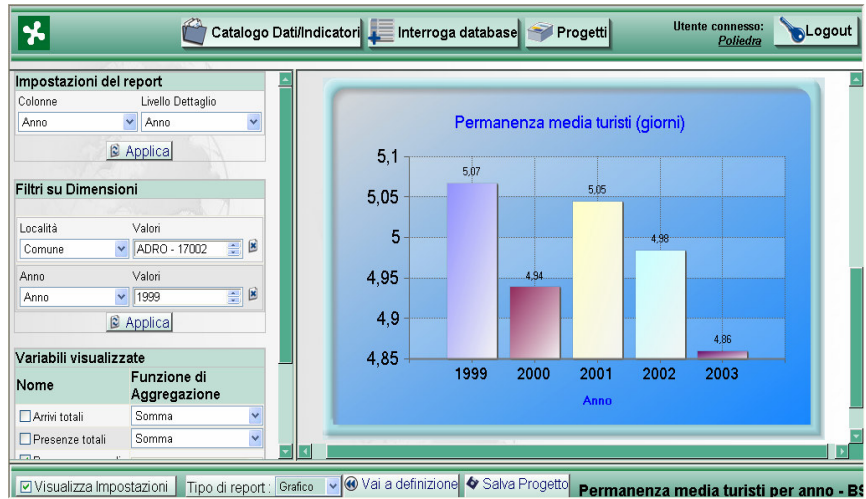 Catalogo Dati/Indicatori
Interroga database
Progetti
Utente connesso:
Poliedra
Logout
Impostazioni del report
Colonne Livello Dettaglio
Anno Anno
Applica
Filtri su Dimensioni
Località Valori
Comune ADRO - 17002
Anno Valori
Anno 1999
Applica
Variabili visualizzate
Nome Funzione di Aggregazione
Arrivi totali Somma
Presenze totali Somma
Permanenza media turisti (giorni)
5,1
5,05
5
4,95
4,9
4,85
5,07
4,94
5,05
4,98
4,86
1999 2000 2001 2002 2003
Anno
Visualizza Impostazioni Tipo di report : Grafico Vai a definizione Salva Progetto Permanenza media turisti per anno - BS